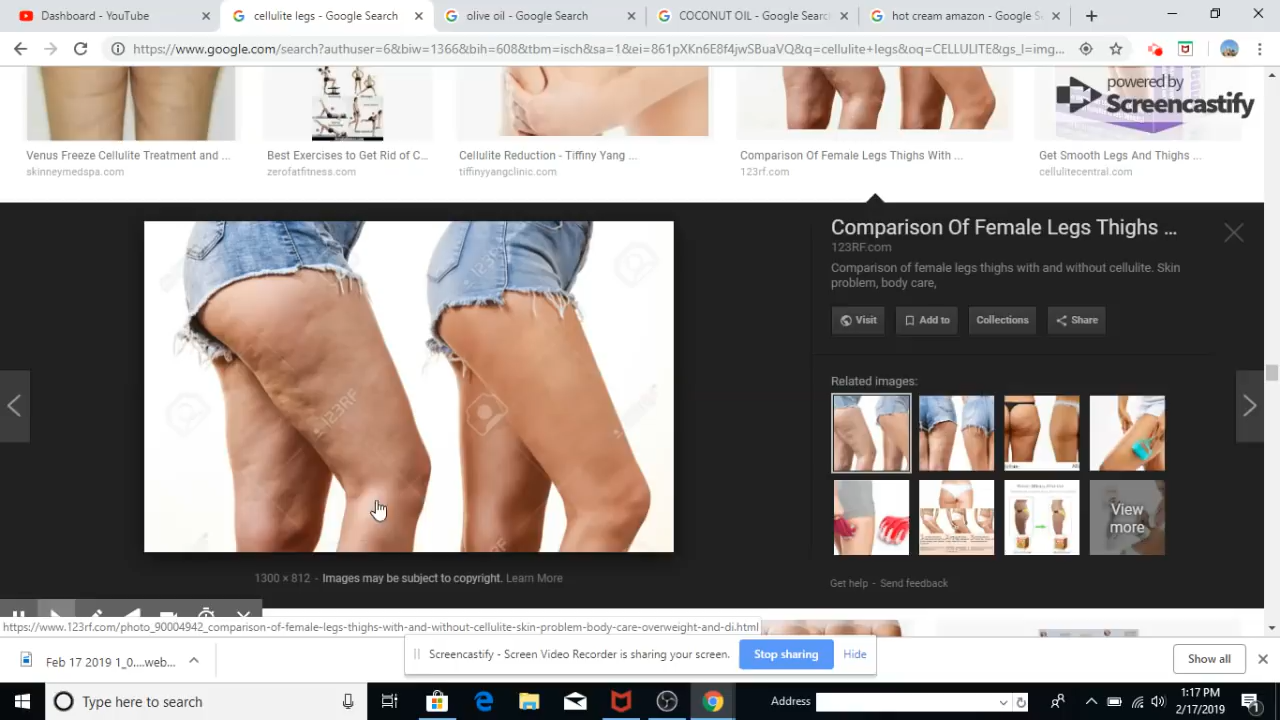 Dashboard - YouTube
cellulite legs - Google Search
olive oil - Google Search
COCONUT OIL - Google Search
hot cream amazon - Google S
https://www.google.com/search?authuser=6&biw=1366&bih=608&tbm=isch&sa=1&ei=861pXKn6E8f4jwSBuaVQ&q=cellulite+legs&oq=CELLULITE&gs_l=img...
powered by
Screencastify
Venus Freeze Cellulite Treatment and ...
skinneymedspa.com
Best Exercises to Get Rid of C...
zerofatfitness.com
Cellulite Reduction - Tiffiny Yang ...
tiffinyyangclinic.com
Comparison Of Female Legs Thighs With ...
123rf.com
Get Smooth Legs And Thighs ...
cellulitecentral.com
Comparison Of Female Legs Thighs ...
123RF.com
Comparison of female legs thighs with and without cellulite. Skin
problem, body care,
Visit
Add to
Collections
Share
Related images:
View
more
Get help - Send feedback
123RF
1300 × 812 - Images may be subject to copyright. Learn More
https://www.123rf.com/photo_90004942_comparison-of-female-legs-thighs-with-and-without-cellulite-skin-problem-body-care-overweight-and-di.html
Feb 17 2019 1_0....web...
Screencastify - Screen Video Recorder is sharing your screen.
Stop sharing
Hide
Show all
Type here to search
Address
1:17 PM
2/17/2019
1